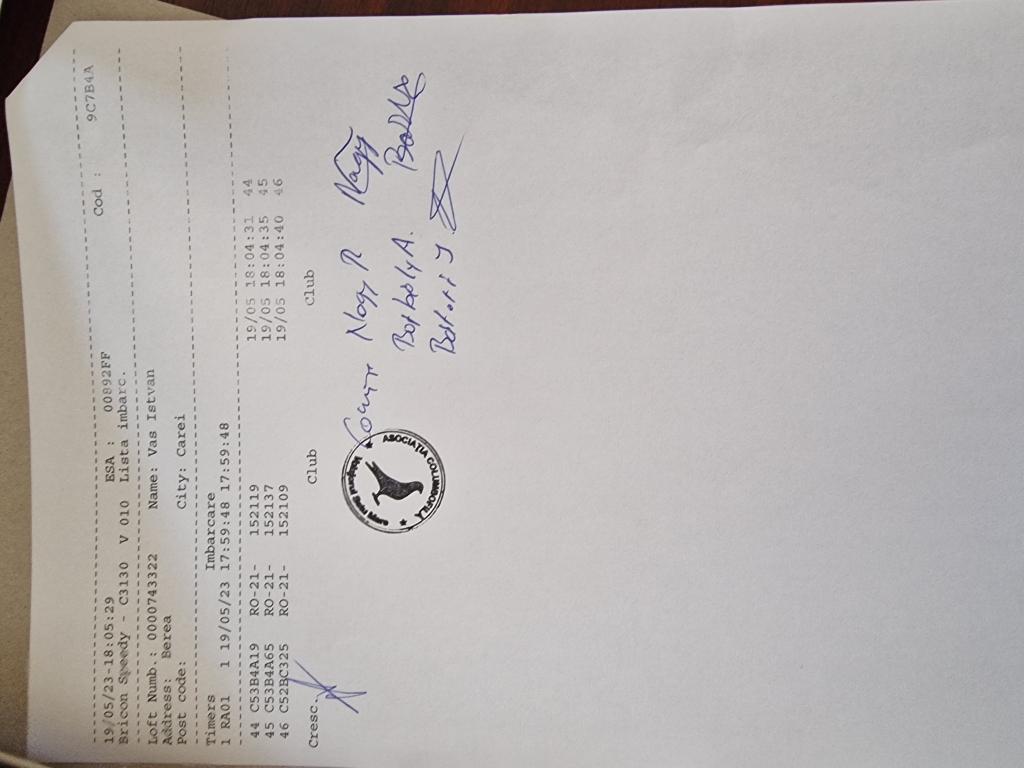 19/05/23-18:05:29 ESA : 00892FF Cod : 9C7B4A
Bricon Speedy - C3130 V 010 Lista imbarc.
Loft Numb.: 0000743322 Name: Vas Istvan
Address: Berea
Post code: City: Carei
Timers Imbarcare
1 RA01 1 19/05/23 17:59:48 17:59:48
44 C53B4A19 RO-21- 152119 19/05 18:04:31 44
45 C53B4A65 RO-21- 152137 19/05 18:04:35 45
46 C52BC325 RO-21- 152109 19/05 18:04:40 46
Cresc. Club Club
Nagy Nagy
ASOCIAȚIA COLUMBOFILĂ